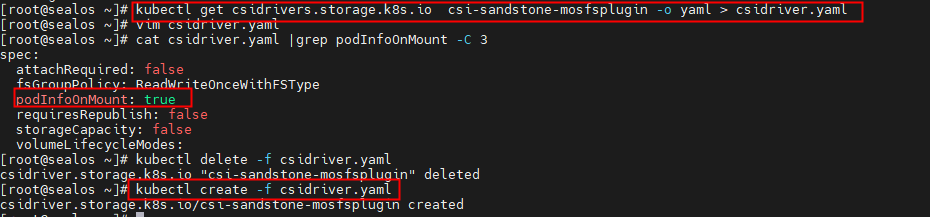 [root@sealos ~]# kubectl get csidrivers.storage.k8s.io  csi-sandstone-mosfsplugin -o yaml > csidriver.yaml
[root@sealos ~]# vim csidriver.yaml
[root@sealos ~]# cat csidriver.yaml |grep podInfoOnMount -C 3
spec:
  attachRequired: false
  fsGroupPolicy: ReadWriteOnceWithFSType
  podInfoOnMount: true
  requiresRepublish: false
  storageCapacity: false
  volumeLifecycleModes:
[root@sealos ~]# kubectl delete -f csidriver.yaml
csidriver.storage.k8s.io "csi-sandstone-mosfsplugin" deleted
[root@sealos ~]# kubectl create -f csidriver.yaml
csidriver.storage.k8s.io/csi-sandstone-mosfsplugin created
[root@sealos ~]#